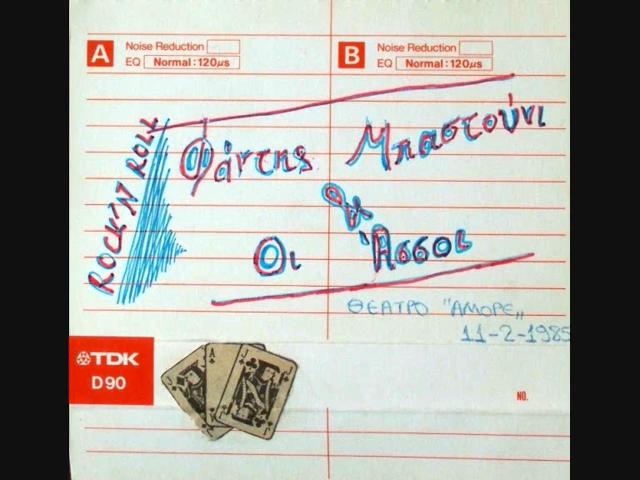 A Noise Reduction
EQ Normal : 120μs
B Noise Reduction
EQ Normal : 120μs
ROCK'N ROLL
Φάντης Μπαστούνι
&
Οι Άσσοι
ΘΕΑΤΡΟ "ΑΜΟΡΕ„
11-2-1985
TDK
D90
NO.
J
A
J